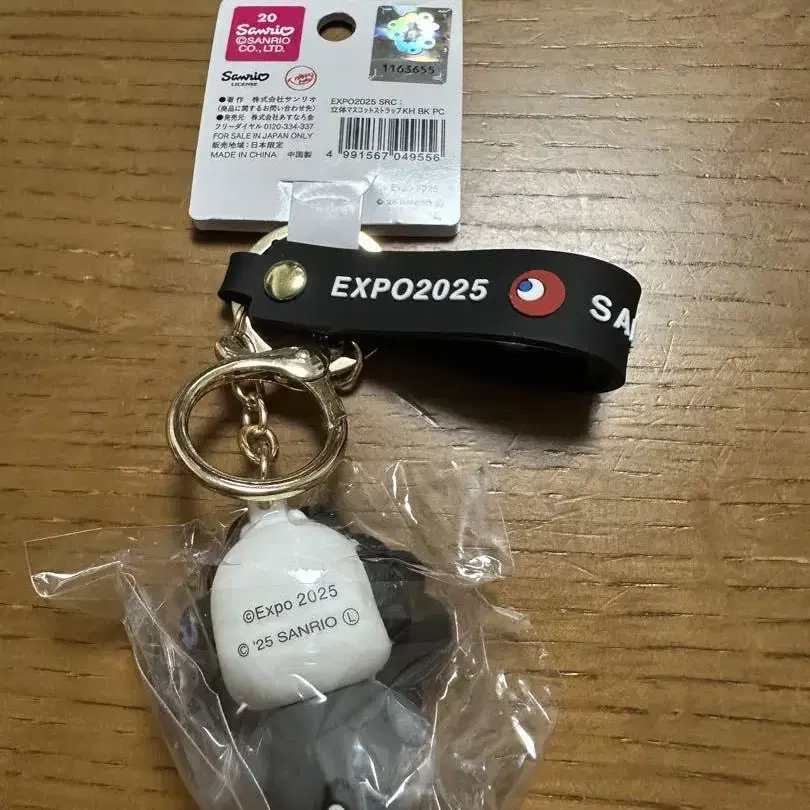 20
Sanrio
©SANRIO
CO., LTD.
1163655
Sanrio
LICENSE
●著作 株式会社サンリオ
(商品に関するお問い合わせ先)
●発売元 株式会社あすなろ舎
フリーダイヤル 0120-334-337
FOR SALE IN JAPAN ONLY
販売地域:日本限定
MADE IN CHINA 中国製
EXPO2025 SRC:
立体マスコットストラップKH BK PC
4 991567 049556
EXPO2025
SA
©Expo 2025
© '25 SANRIO Ⓛ